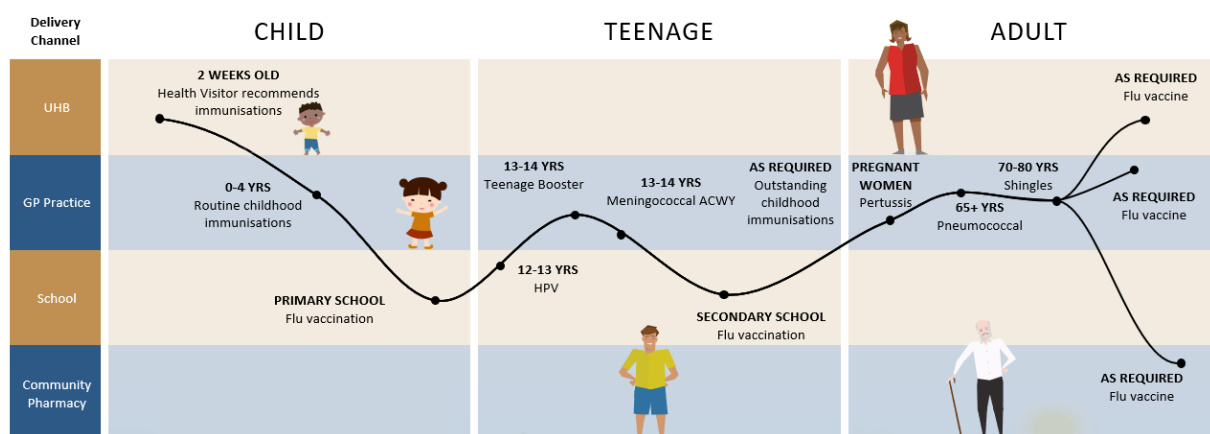 Delivery
Channel
CHILD
TEENAGE
ADULT
UHB
2 WEEKS OLD
Health Visitor recommends
immunisations
AS REQUIRED
Flu vaccine
GP Practice
0-4 YRS
Routine childhood
immunisations
13-14 YRS
Teenage Booster
13-14 YRS
Meningococcal ACWY
AS REQUIRED
Outstanding
childhood
immunisations
PREGNANT
WOMEN
Pertussis
65+ YRS
Pneumococcal
70-80 YRS
Shingles
AS REQUIRED
Flu vaccine
School
PRIMARY SCHOOL
Flu vaccination
12-13 YRS
HPV
SECONDARY SCHOOL
Flu vaccination
Community
Pharmacy
AS REQUIRED
Flu vaccine